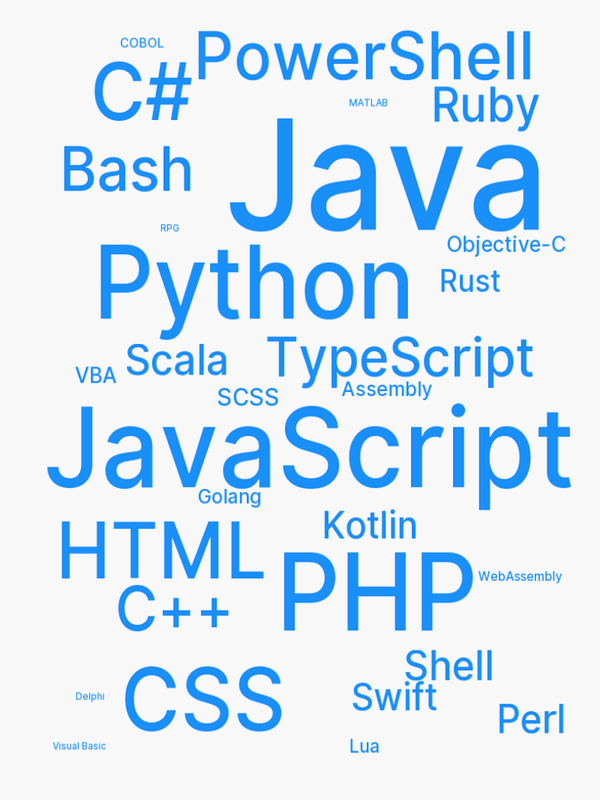 COBOL
PowerShell
C#
MATLAB
Ruby
Bash
Java
RPG
Objective-C
Python
Rust
Scala
TypeScript
VBA
Assembly
SCSS
JavaScript
Golang
Kotlin
HTML
PHP
WebAssembly
C++
Shell
CSS
Swift
Delphi
Perl
Visual Basic
Lua